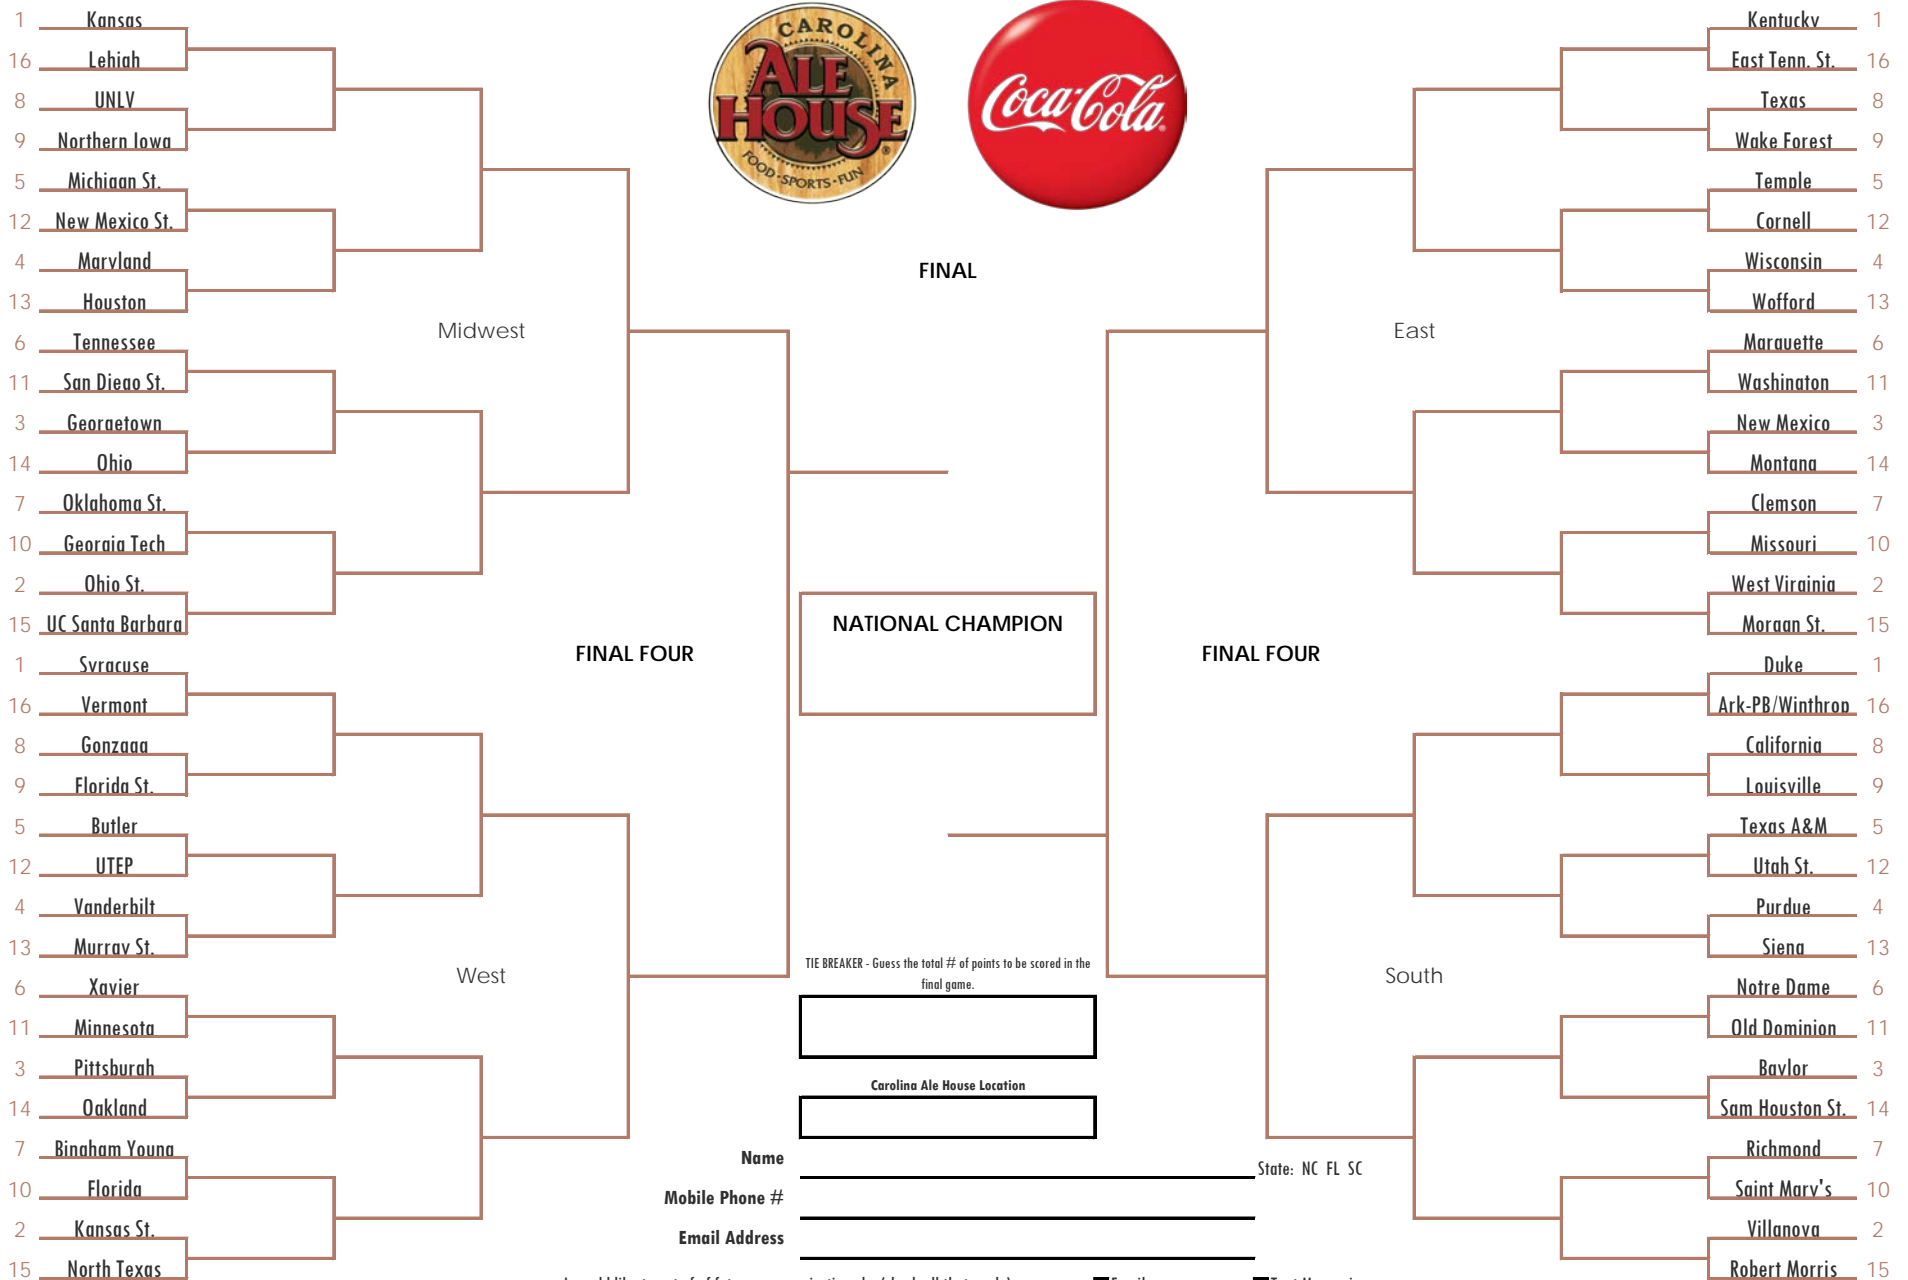 1 Kansas
16 Lehigh
8 UNLV
9 Northern Iowa
5 Michigan St.
12 New Mexico St.
4 Maryland
13 Houston
Midwest
6 Tennessee
11 San Diego St.
3 Georgetown
14 Ohio
7 Oklahoma St.
10 Georgia Tech
2 Ohio St.
15 UC Santa Barbara
FINAL FOUR
1 Syracuse
16 Vermont
8 Gonzaga
9 Florida St.
5 Butler
12 UTEP
4 Vanderbilt
13 Murray St.
West
6 Xavier
11 Minnesota
3 Pittsburgh
14 Oakland
7 Bingham Young
10 Florida
2 Kansas St.
15 North Texas
CAROLINA
ALE
HOUSE
FOOD • SPORTS • FUN
Coca-Cola
FINAL
NATIONAL CHAMPION
TIE BREAKER - Guess the total # of points to be scored in the
final game.
Carolina Ale House Location
Name
State: NC FL SC
Mobile Phone #
Email Address
Kentucky 1
East Tenn. St. 16
Texas 8
Wake Forest 9
Temple 5
Cornell 12
Wisconsin 4
Wofford 13
East
Marquette 6
Washington 11
New Mexico 3
Montana 14
Clemson 7
Missouri 10
West Virginia 2
Morgan St. 15
FINAL FOUR
Duke 1
Ark-PB/Winthrop 16
California 8
Louisville 9
Texas A&M 5
Utah St. 12
Purdue 4
Siena 13
South
Notre Dame 6
Old Dominion 11
Baylor 3
Sam Houston St. 14
Richmond 7
Saint Mary's 10
Villanova 2
Robert Morris 15